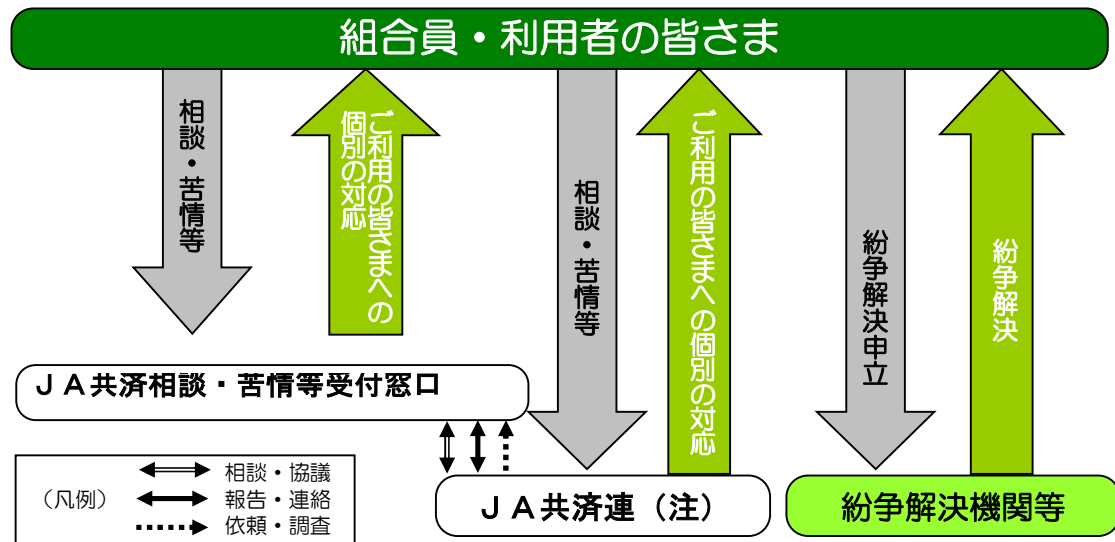 組合員・利用者の皆さま
相談・苦情等
ご利用の皆さまへの
個別の対応
相談・苦情等
ご利用の皆さまへの個別の対応
紛争解決申立
紛争解決
ＪＡ共済相談・苦情等受付窓口
（凡例）
相談・協議
報告・連絡
依頼・調査
ＪＡ共済連（注）
紛争解決機関等